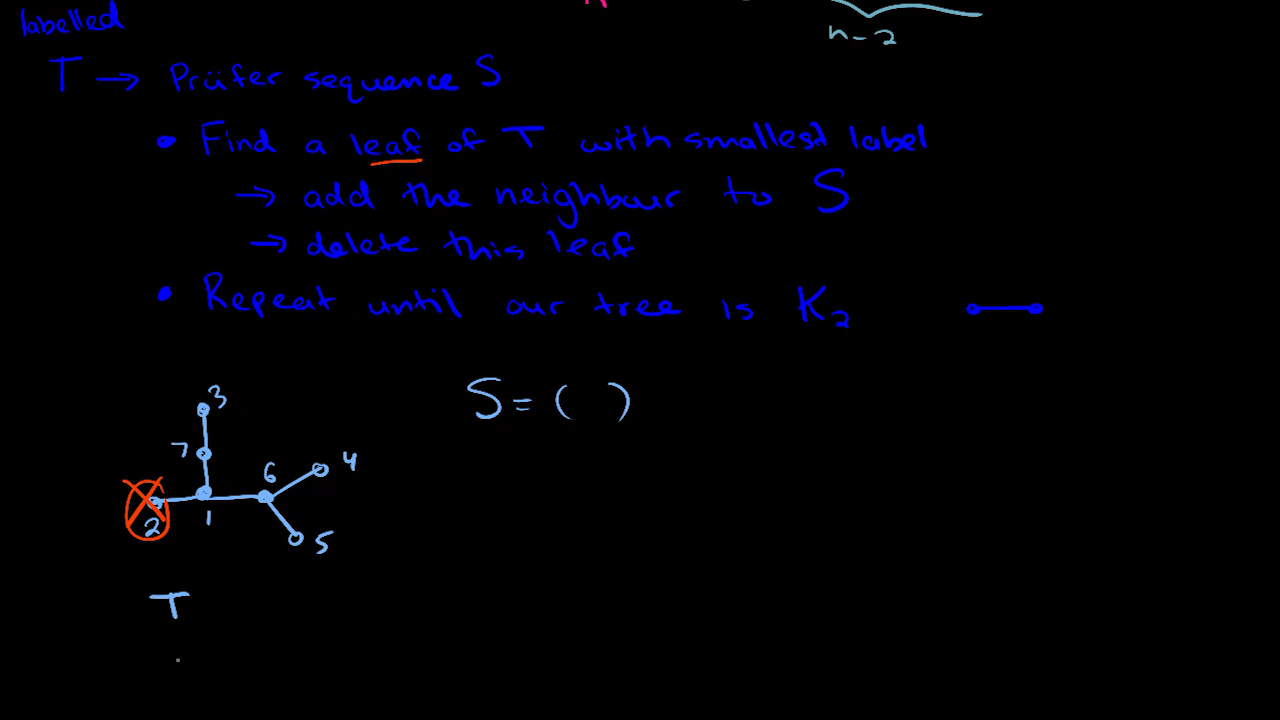 n-2
labelled
T → Prüfer sequence S
• Find a leaf of T with smallest label
→ add the neighbour to S
→ delete this leaf
• Repeat until our tree is K₂
S = ( )
3
7
6
4
2
1
5
T